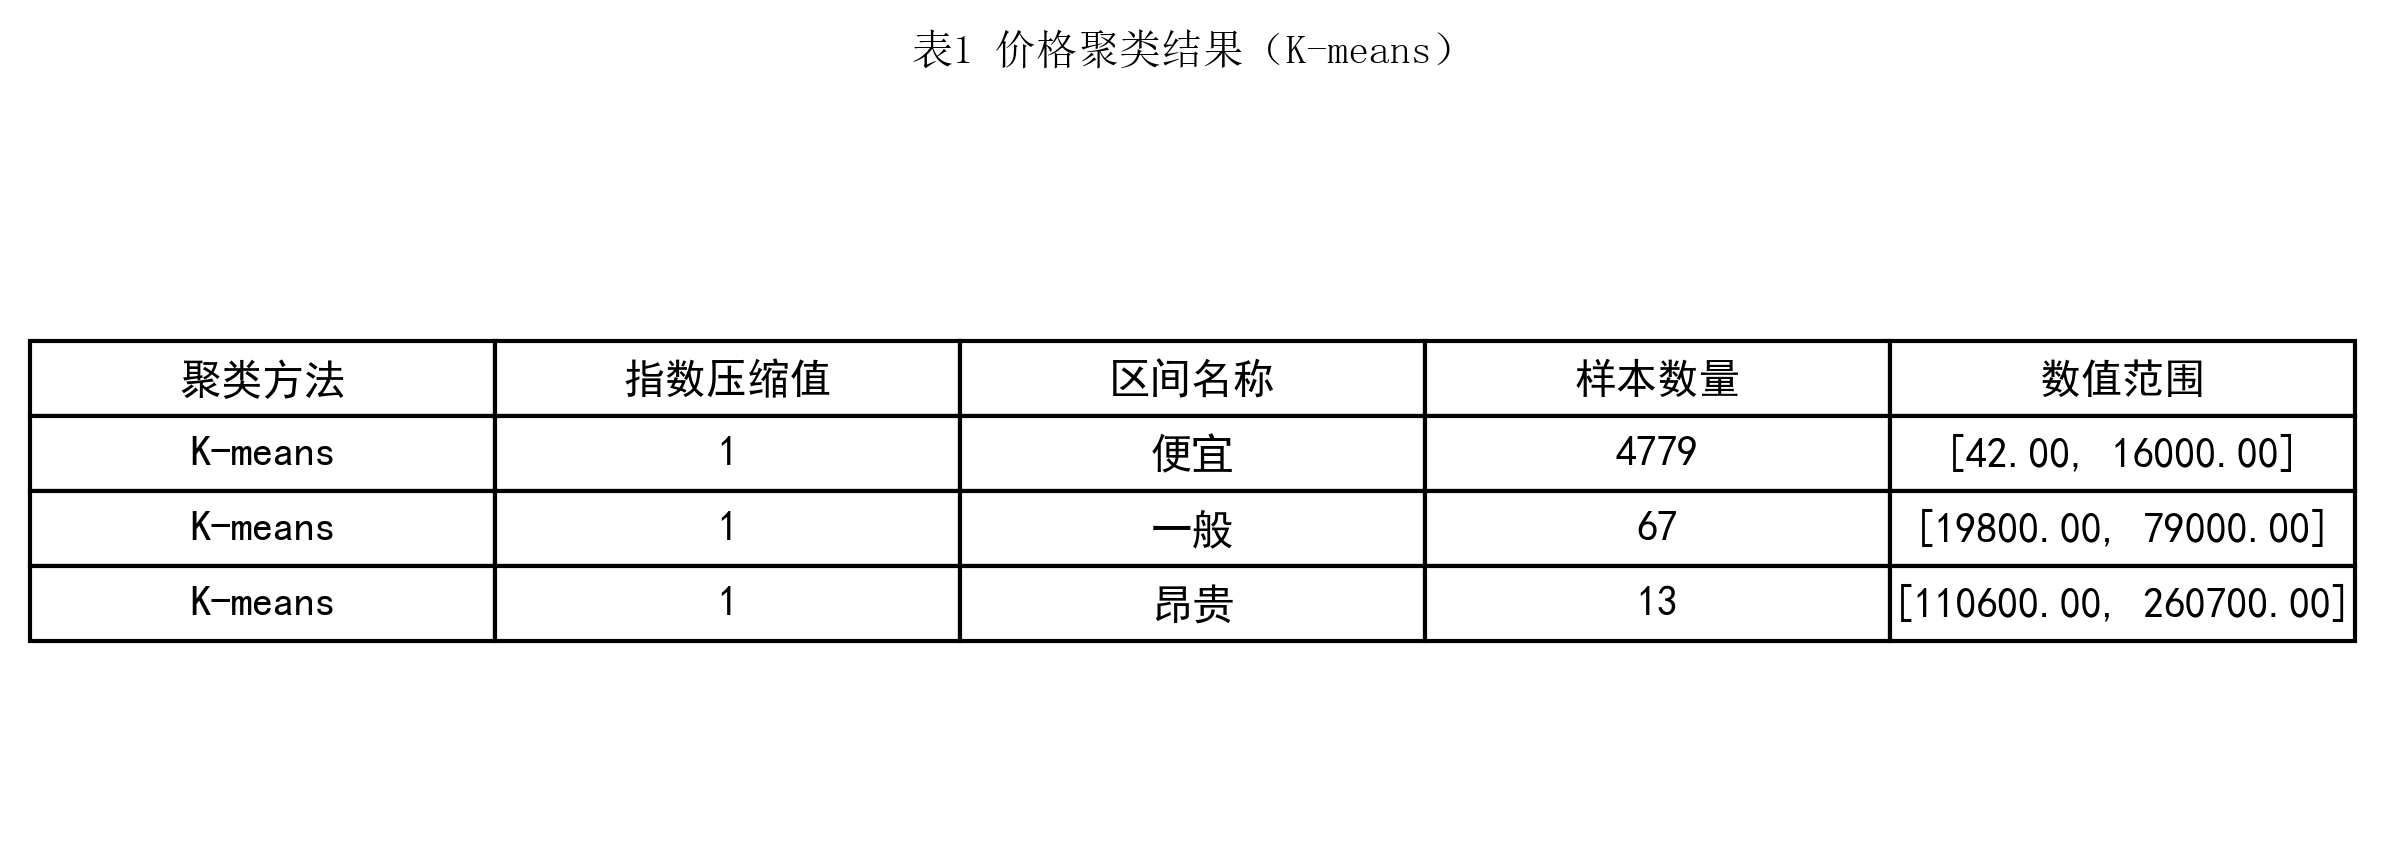 表1 价格聚类结果（K-means）
聚类方法 指数压缩值 区间名称 样本数量 数值范围
K-means 1 便宜 4779 [42.00, 16000.00]
K-means 1 一般 67 [19800.00, 79000.00]
K-means 1 昂贵 13 [110600.00, 260700.00]